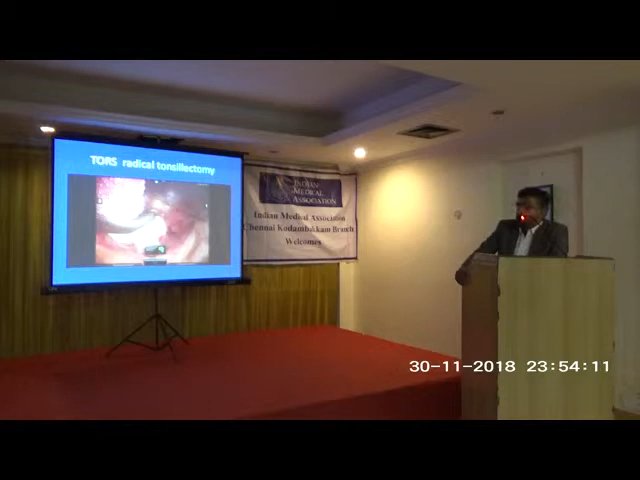 TORS radical tonsillectomy
INDIAN
MEDICAL
ASSOCIATION
Indian Medical Association
Chennai Kodambakkam Branch
Welcomes
30-11-2018 23:54:11